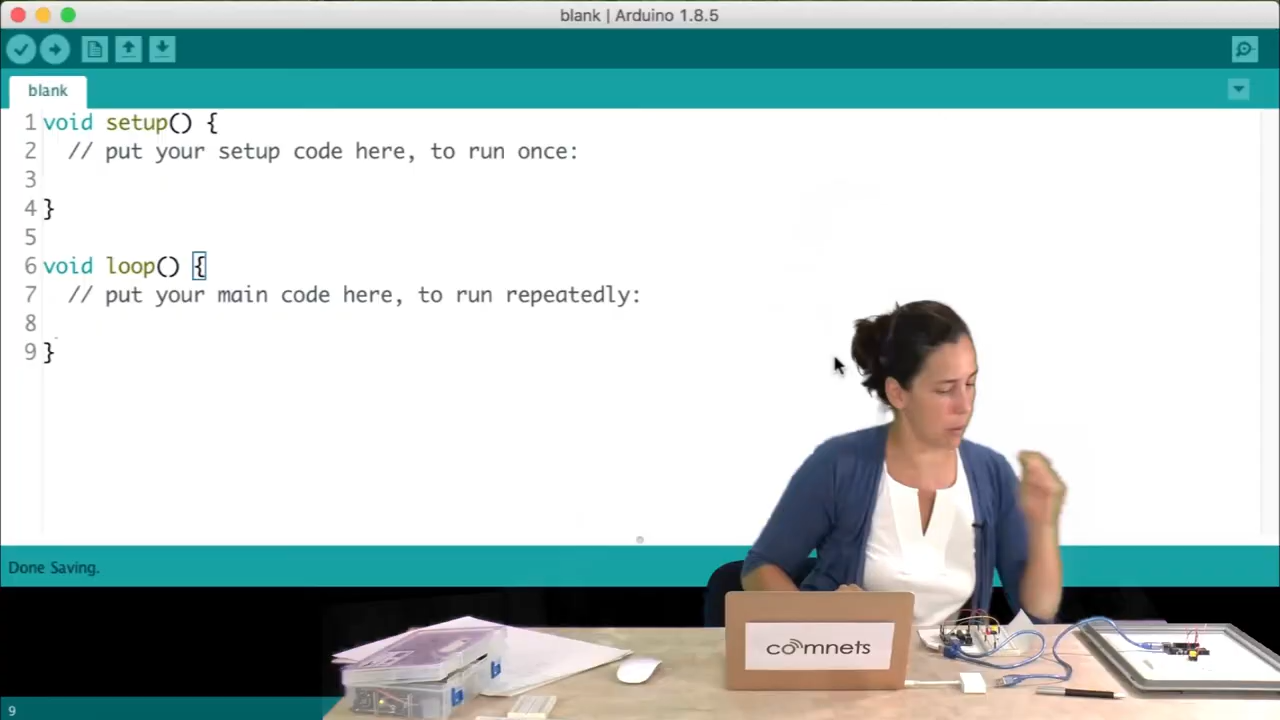 blank | Arduino 1.8.5
blank
1 void setup() {
2 // put your setup code here, to run once:
3
4 }
5
6 void loop() {
7 // put your main code here, to run repeatedly:
8
9 }
Done Saving.
comnets
9